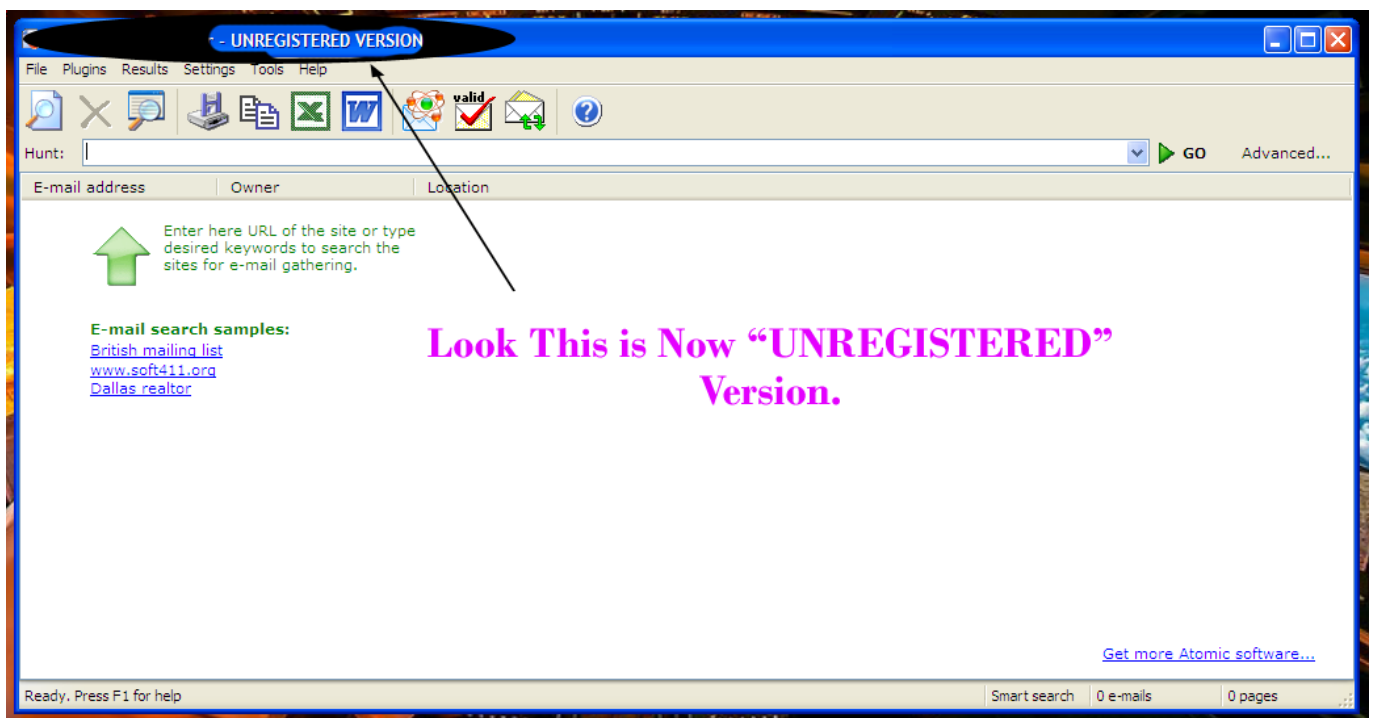 - UNREGISTERED VERSION
File Plugins Results Settings Tools Help
valid
Hunt: GO Advanced...
E-mail address Owner Location
Enter here URL of the site or type
desired keywords to search the
sites for e-mail gathering.
E-mail search samples:
British mailing list
www.soft411.org
Dallas realtor
Look This is Now “UNREGISTERED”
Version.
Get more Atomic software...
Ready. Press F1 for help Smart search 0 e-mails 0 pages